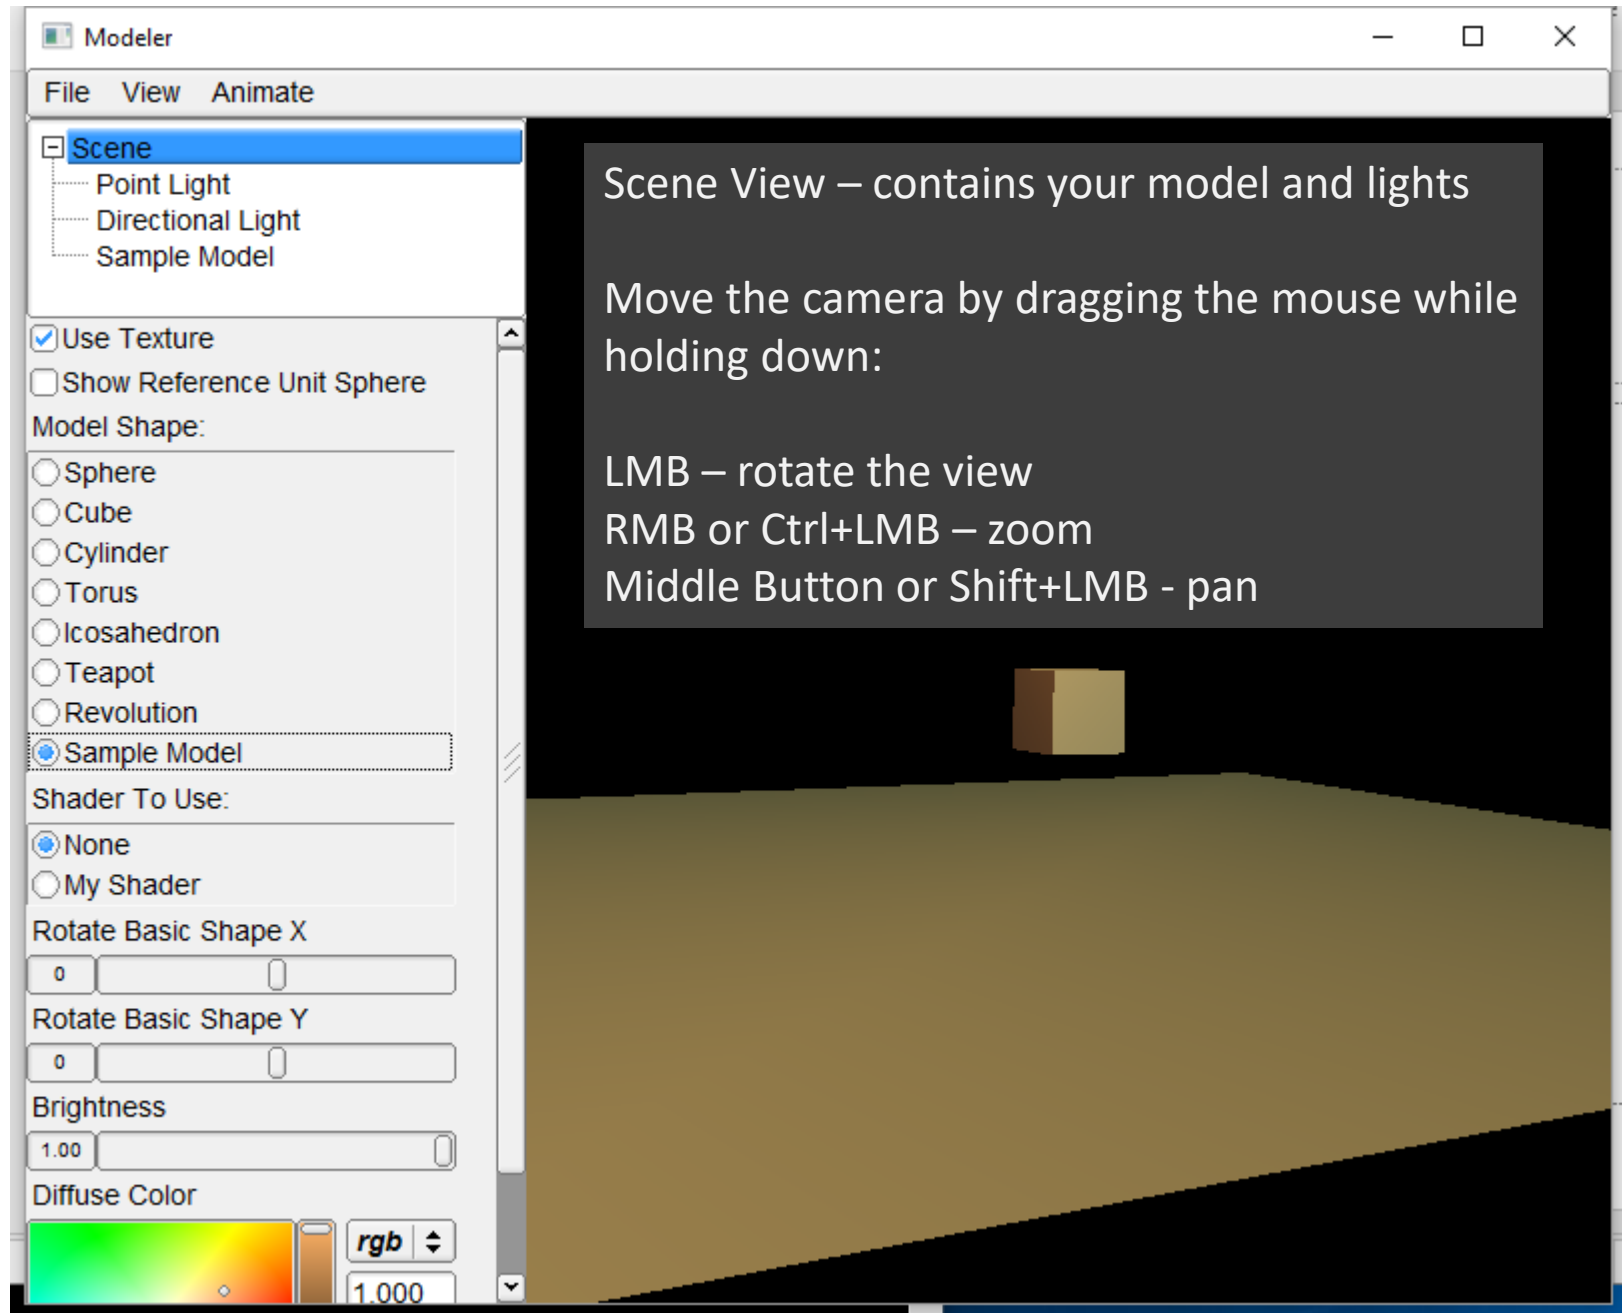 Modeler
File View Animate
Scene
Point Light
Directional Light
Sample Model
Use Texture
Show Reference Unit Sphere
Model Shape:
Sphere
Cube
Cylinder
Torus
Icosahedron
Teapot
Revolution
Sample Model
Shader To Use:
None
My Shader
Rotate Basic Shape X
0
Rotate Basic Shape Y
0
Brightness
1.00
Diffuse Color
rgb
1.000
Scene View – contains your model and lights
Move the camera by dragging the mouse while
holding down:
LMB – rotate the view
RMB or Ctrl+LMB – zoom
Middle Button or Shift+LMB - pan